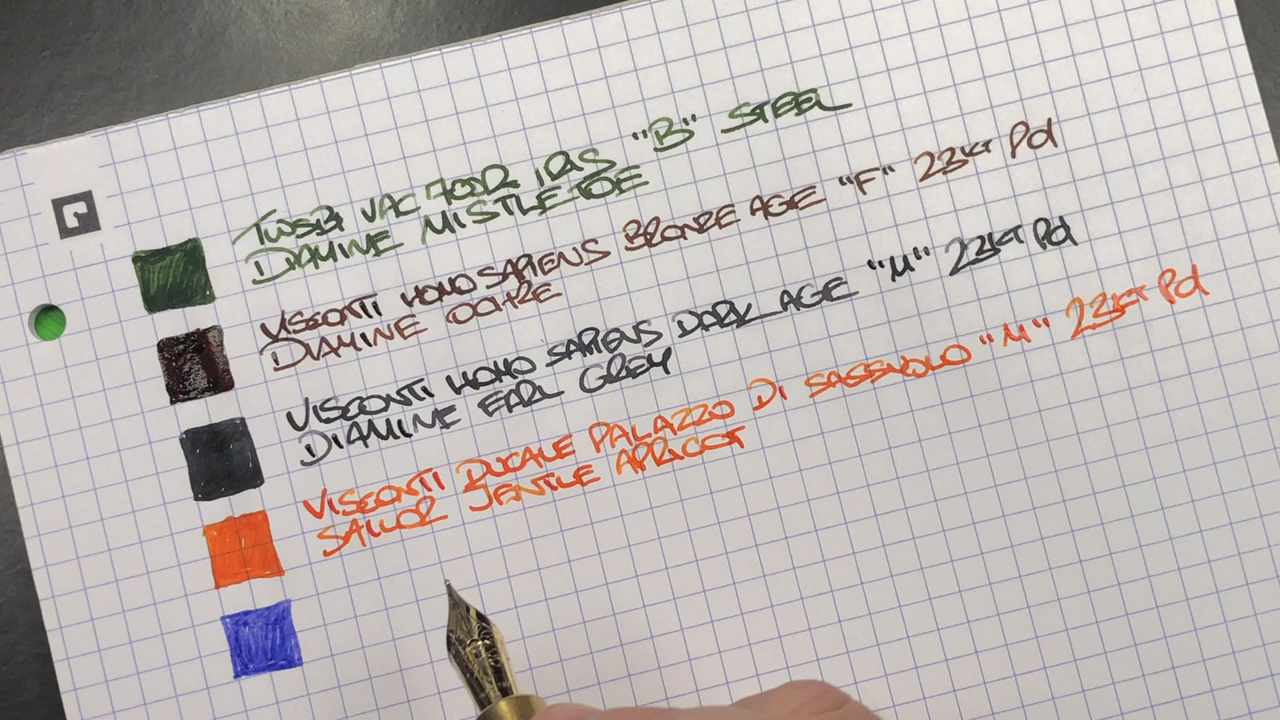 TWSBI VAC 700R IRIS "B" STEEL
DIAMINE MISTLETOE
VISCONTI HOMO SAPIENS BRONZE AGE "F" 23KT Pd
DIAMINE OCHRE
VISCONTI HOMO SAPIENS DARK AGE "M" 23KT Pd
DIAMINE EARL GREY
VISCONTI DUCALE PALAZZO DI SASSUOLO "M" 23KT Pd
SAILOR JENTLE APRICOT